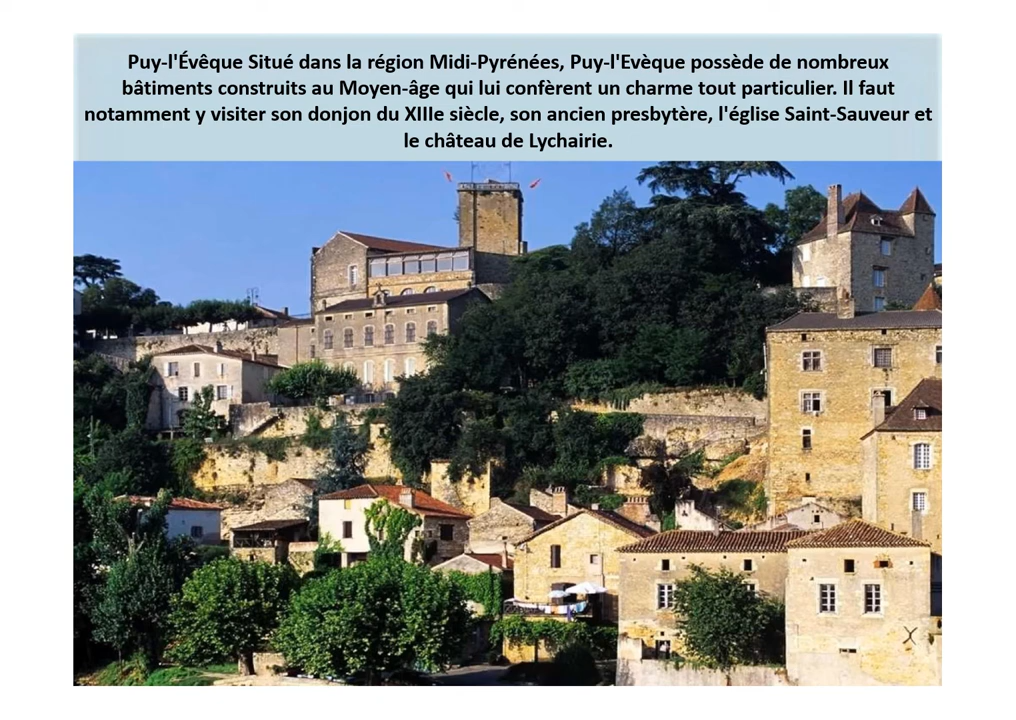 Puy-l'Évêque Situé dans la région Midi-Pyrénées, Puy-l'Evèque possède de nombreux
bâtiments construits au Moyen-âge qui lui confèrent un charme tout particulier. Il faut
notamment y visiter son donjon du XIIIe siècle, son ancien presbytère, l'église Saint-Sauveur et
le château de Lychairie.